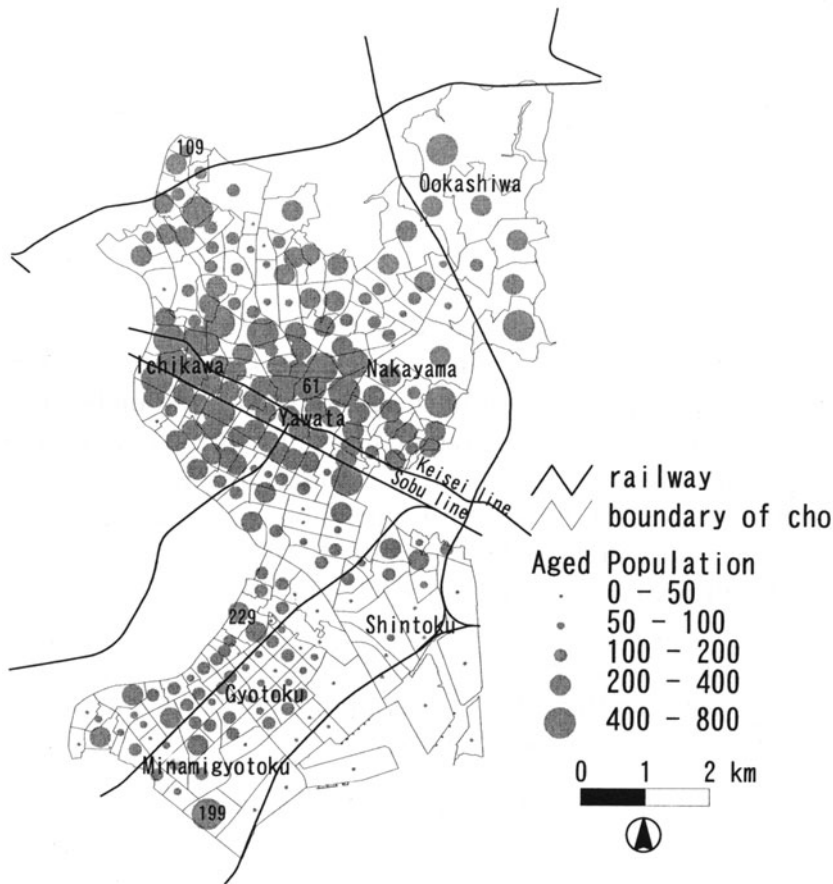 109
Ookashiwa
Ichikawa
Nakayama
61
Yawata
Keisei line
Sobu line
railway
boundary of cho
Aged Population
0 - 50
50 - 100
100 - 200
200 - 400
400 - 800
229
Shintoku
Gyotoku
Minamigyotoku
199
0 1 2 km